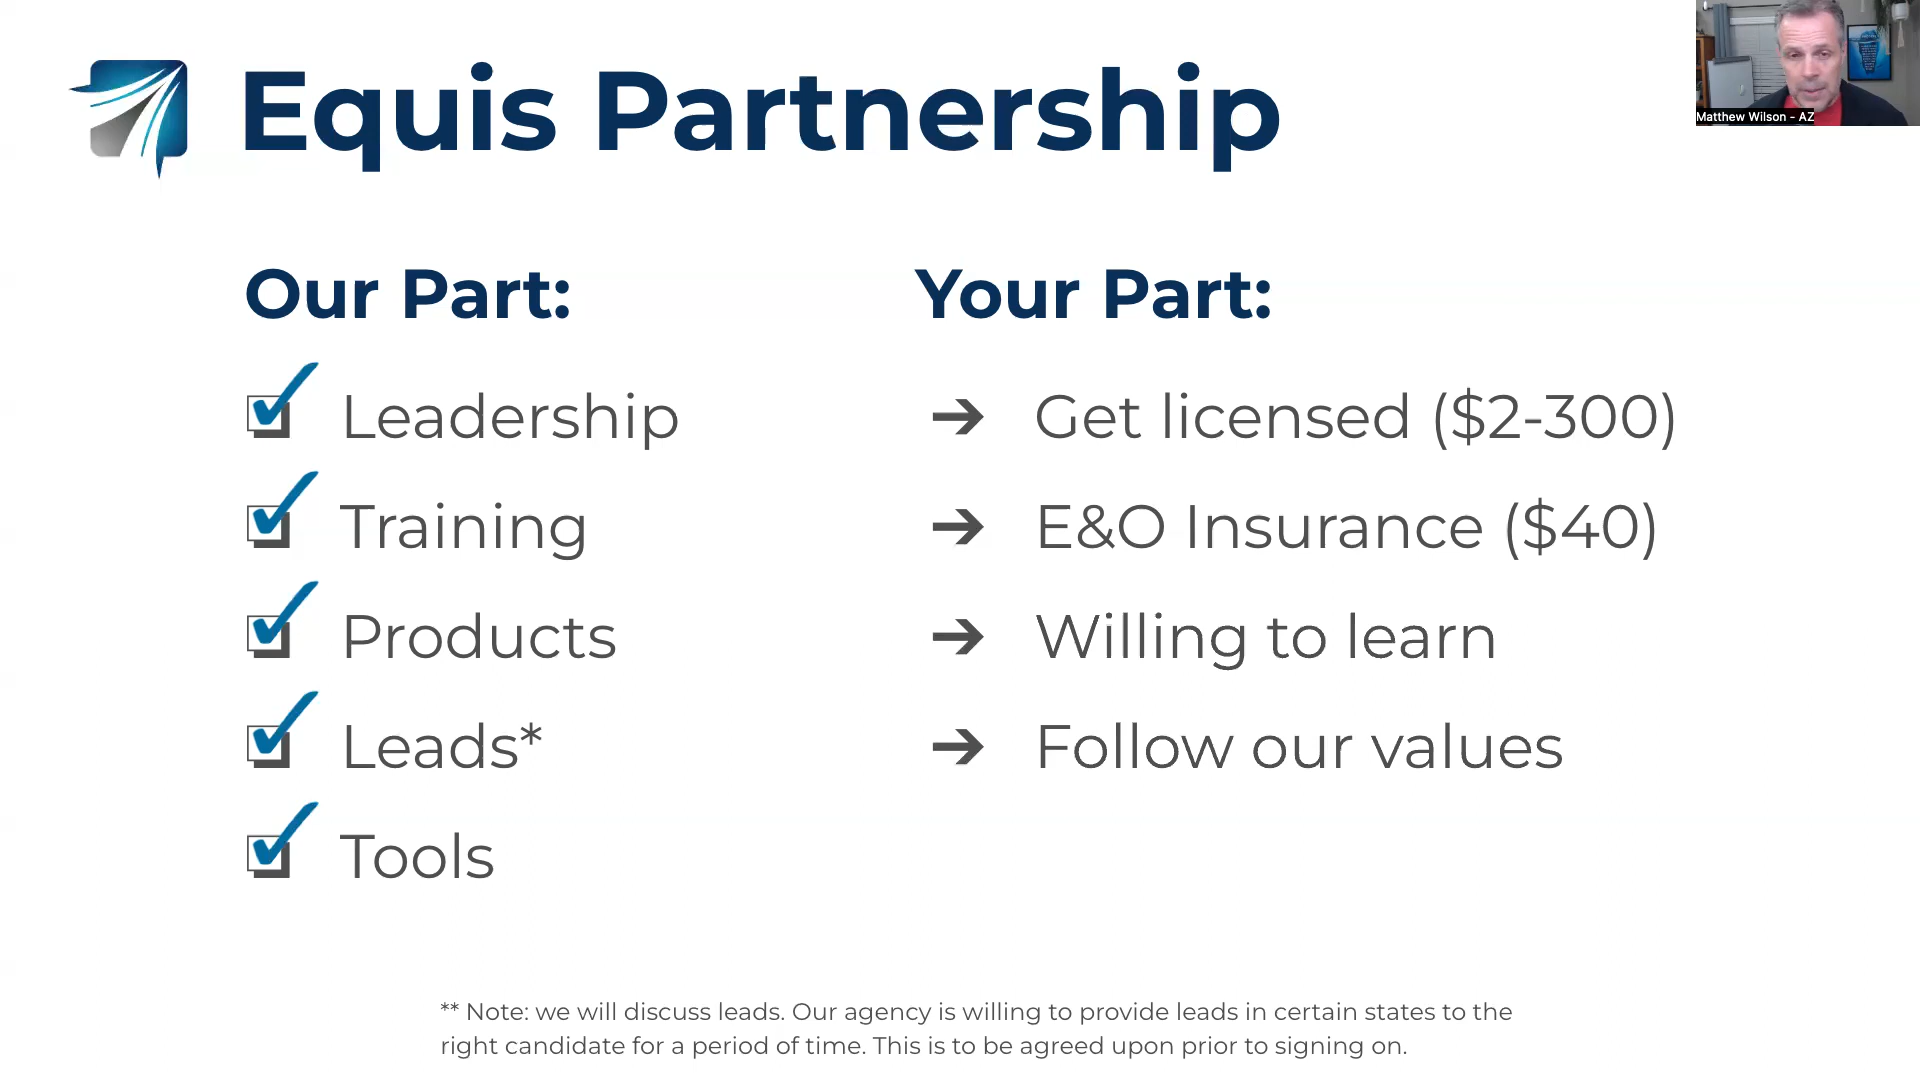 Equis Partnership
Matthew Wilson - AZ
Our Part:
Leadership
Training
Products
Leads*
Tools
Your Part:
Get licensed ($2-300)
E&O Insurance ($40)
Willing to learn
Follow our values
** Note: we will discuss leads. Our agency is willing to provide leads in certain states to the
right candidate for a period of time. This is to be agreed upon prior to signing on.